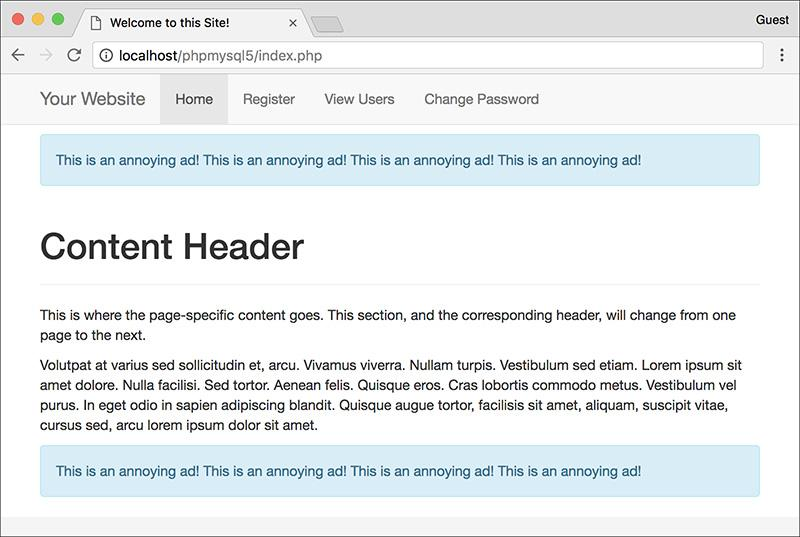 Welcome to this Site!
Guest
localhost/phpmysql5/index.php
Your Website Home Register View Users Change Password
This is an annoying ad! This is an annoying ad! This is an annoying ad! This is an annoying ad!
Content Header
This is where the page-specific content goes. This section, and the corresponding header, will change from one
page to the next.
Volutpat at varius sed sollicitudin et, arcu. Vivamus viverra. Nullam turpis. Vestibulum sed etiam. Lorem ipsum sit
amet dolore. Nulla facilisi. Sed tortor. Aenean felis. Quisque eros. Cras lobortis commodo metus. Vestibulum vel
purus. In eget odio in sapien adipiscing blandit. Quisque augue tortor, facilisis sit amet, aliquam, suscipit vitae,
cursus sed, arcu lorem ipsum dolor sit amet.
This is an annoying ad! This is an annoying ad! This is an annoying ad! This is an annoying ad!